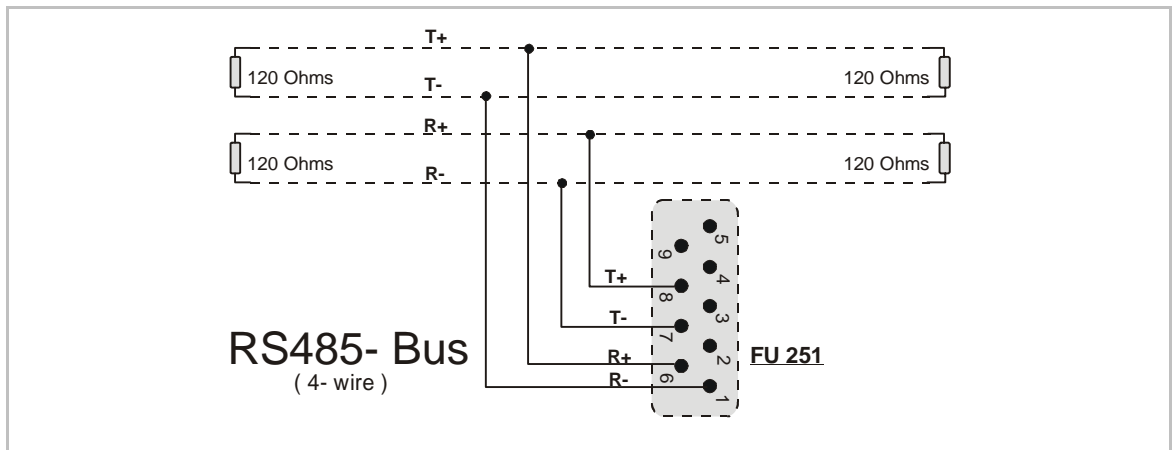 T+
120 Ohms
120 Ohms
T-
R+
120 Ohms
120 Ohms
R-
5
9
4
T+
8
3
T-
7
2
RS485- Bus
R+
FU 251
( 4- wire )
R-
6
1